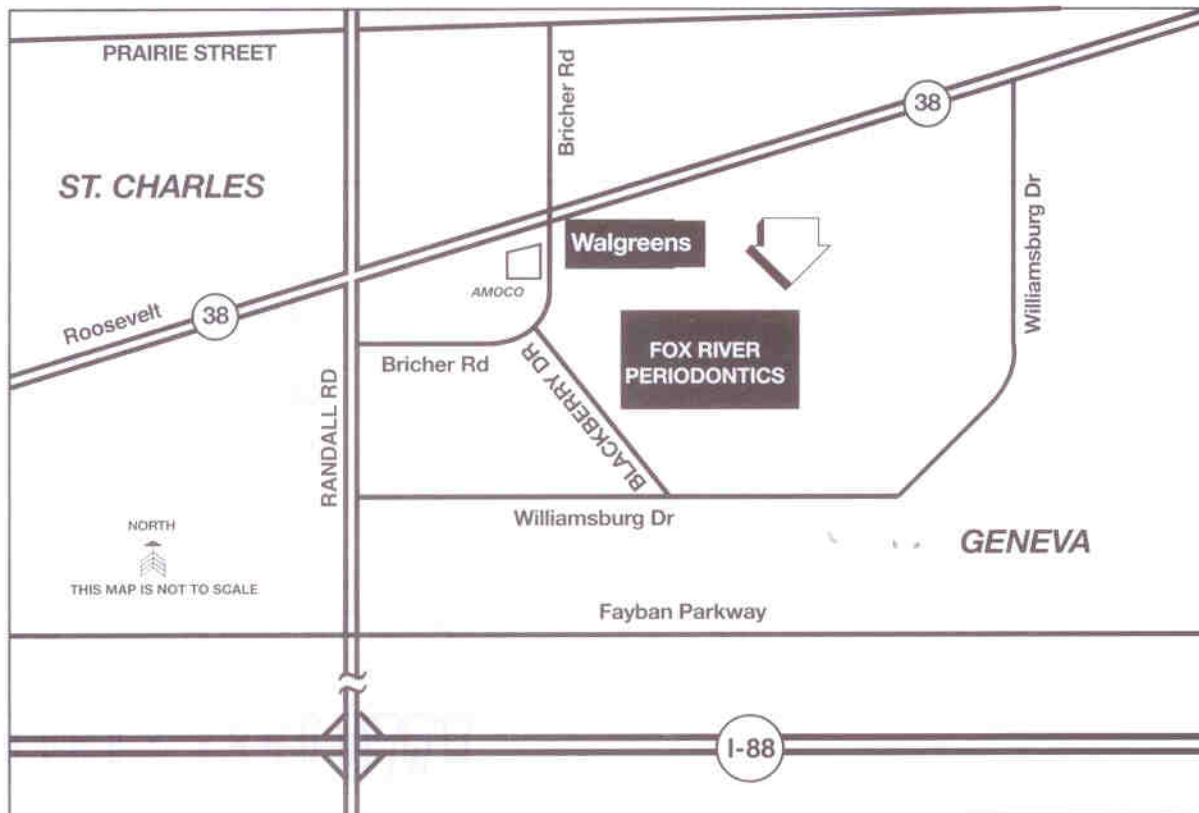 PRAIRIE STREET
Bricher Rd
38
ST. CHARLES
Williamsburg Dr
Walgreens
AMOCO
Roosevelt
38
FOX RIVER
PERIODONTICS
Bricher Rd
BLACKBERRY DR
RANDALL RD
Williamsburg Dr
NORTH
THIS MAP IS NOT TO SCALE
GENEVA
Fayban Parkway
I-88